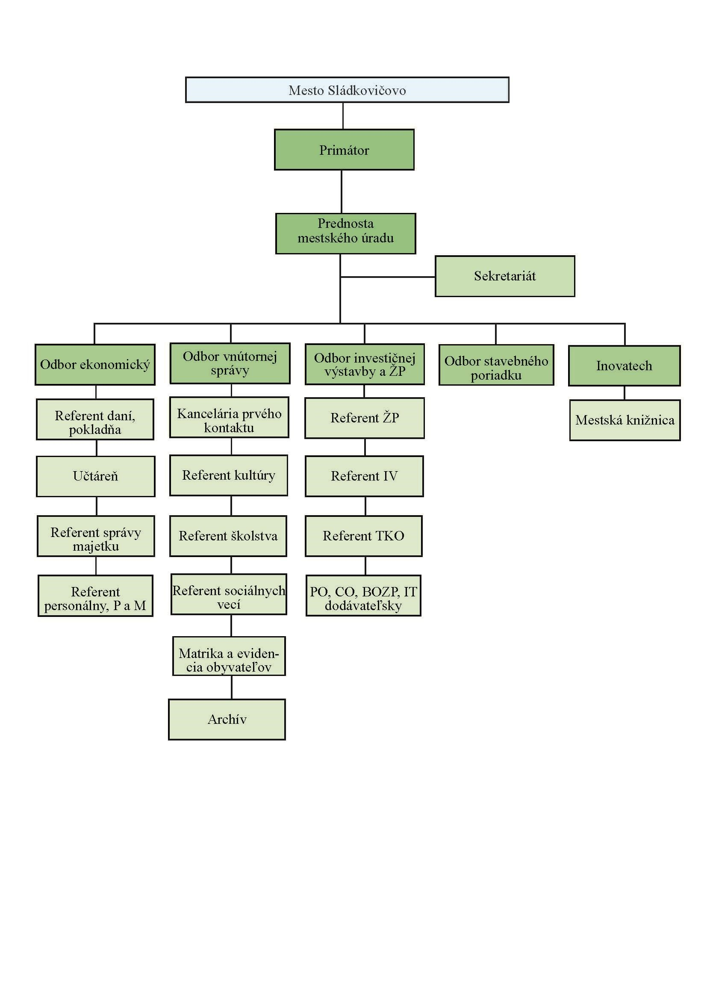 Mesto Sládkovičovo
Primátor
Prednosta
mestského úradu
Sekretariát
Odbor ekonomický
Referent daní,
pokladňa
Učtáreň
Referent správy
majetku
Referent
personálny, P a M
Odbor vnútornej
správy
Kancelária prvého
kontaktu
Referent kultúry
Referent školstva
Referent sociálnych
vecí
Matrika a eviden-
cia obyvateľov
Archív
Odbor investičnej
výstavby a ŽP
Referent ŽP
Referent IV
Referent TKO
PO, CO, BOZP, IT
dodávateľsky
Odbor stavebného
poriadku
Inovatech
Mestská knižnica